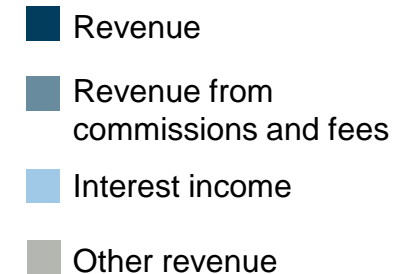 Revenue
Revenue from
commissions and fees
Interest income
Other revenue